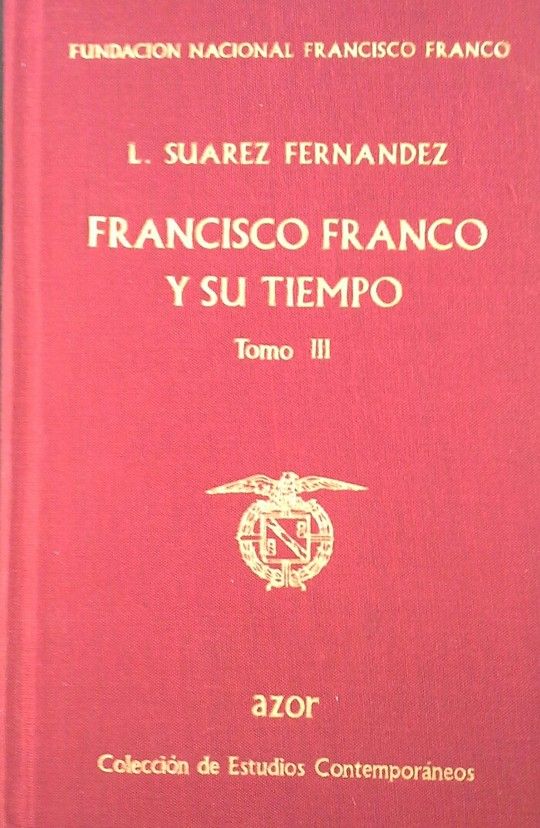 FUNDACION NACIONAL FRANCISCO FRANCO
L. SUAREZ FERNANDEZ
FRANCISCO FRANCO
Y SU TIEMPO
Tomo III
azor
Colección de Estudios Contemporáneos